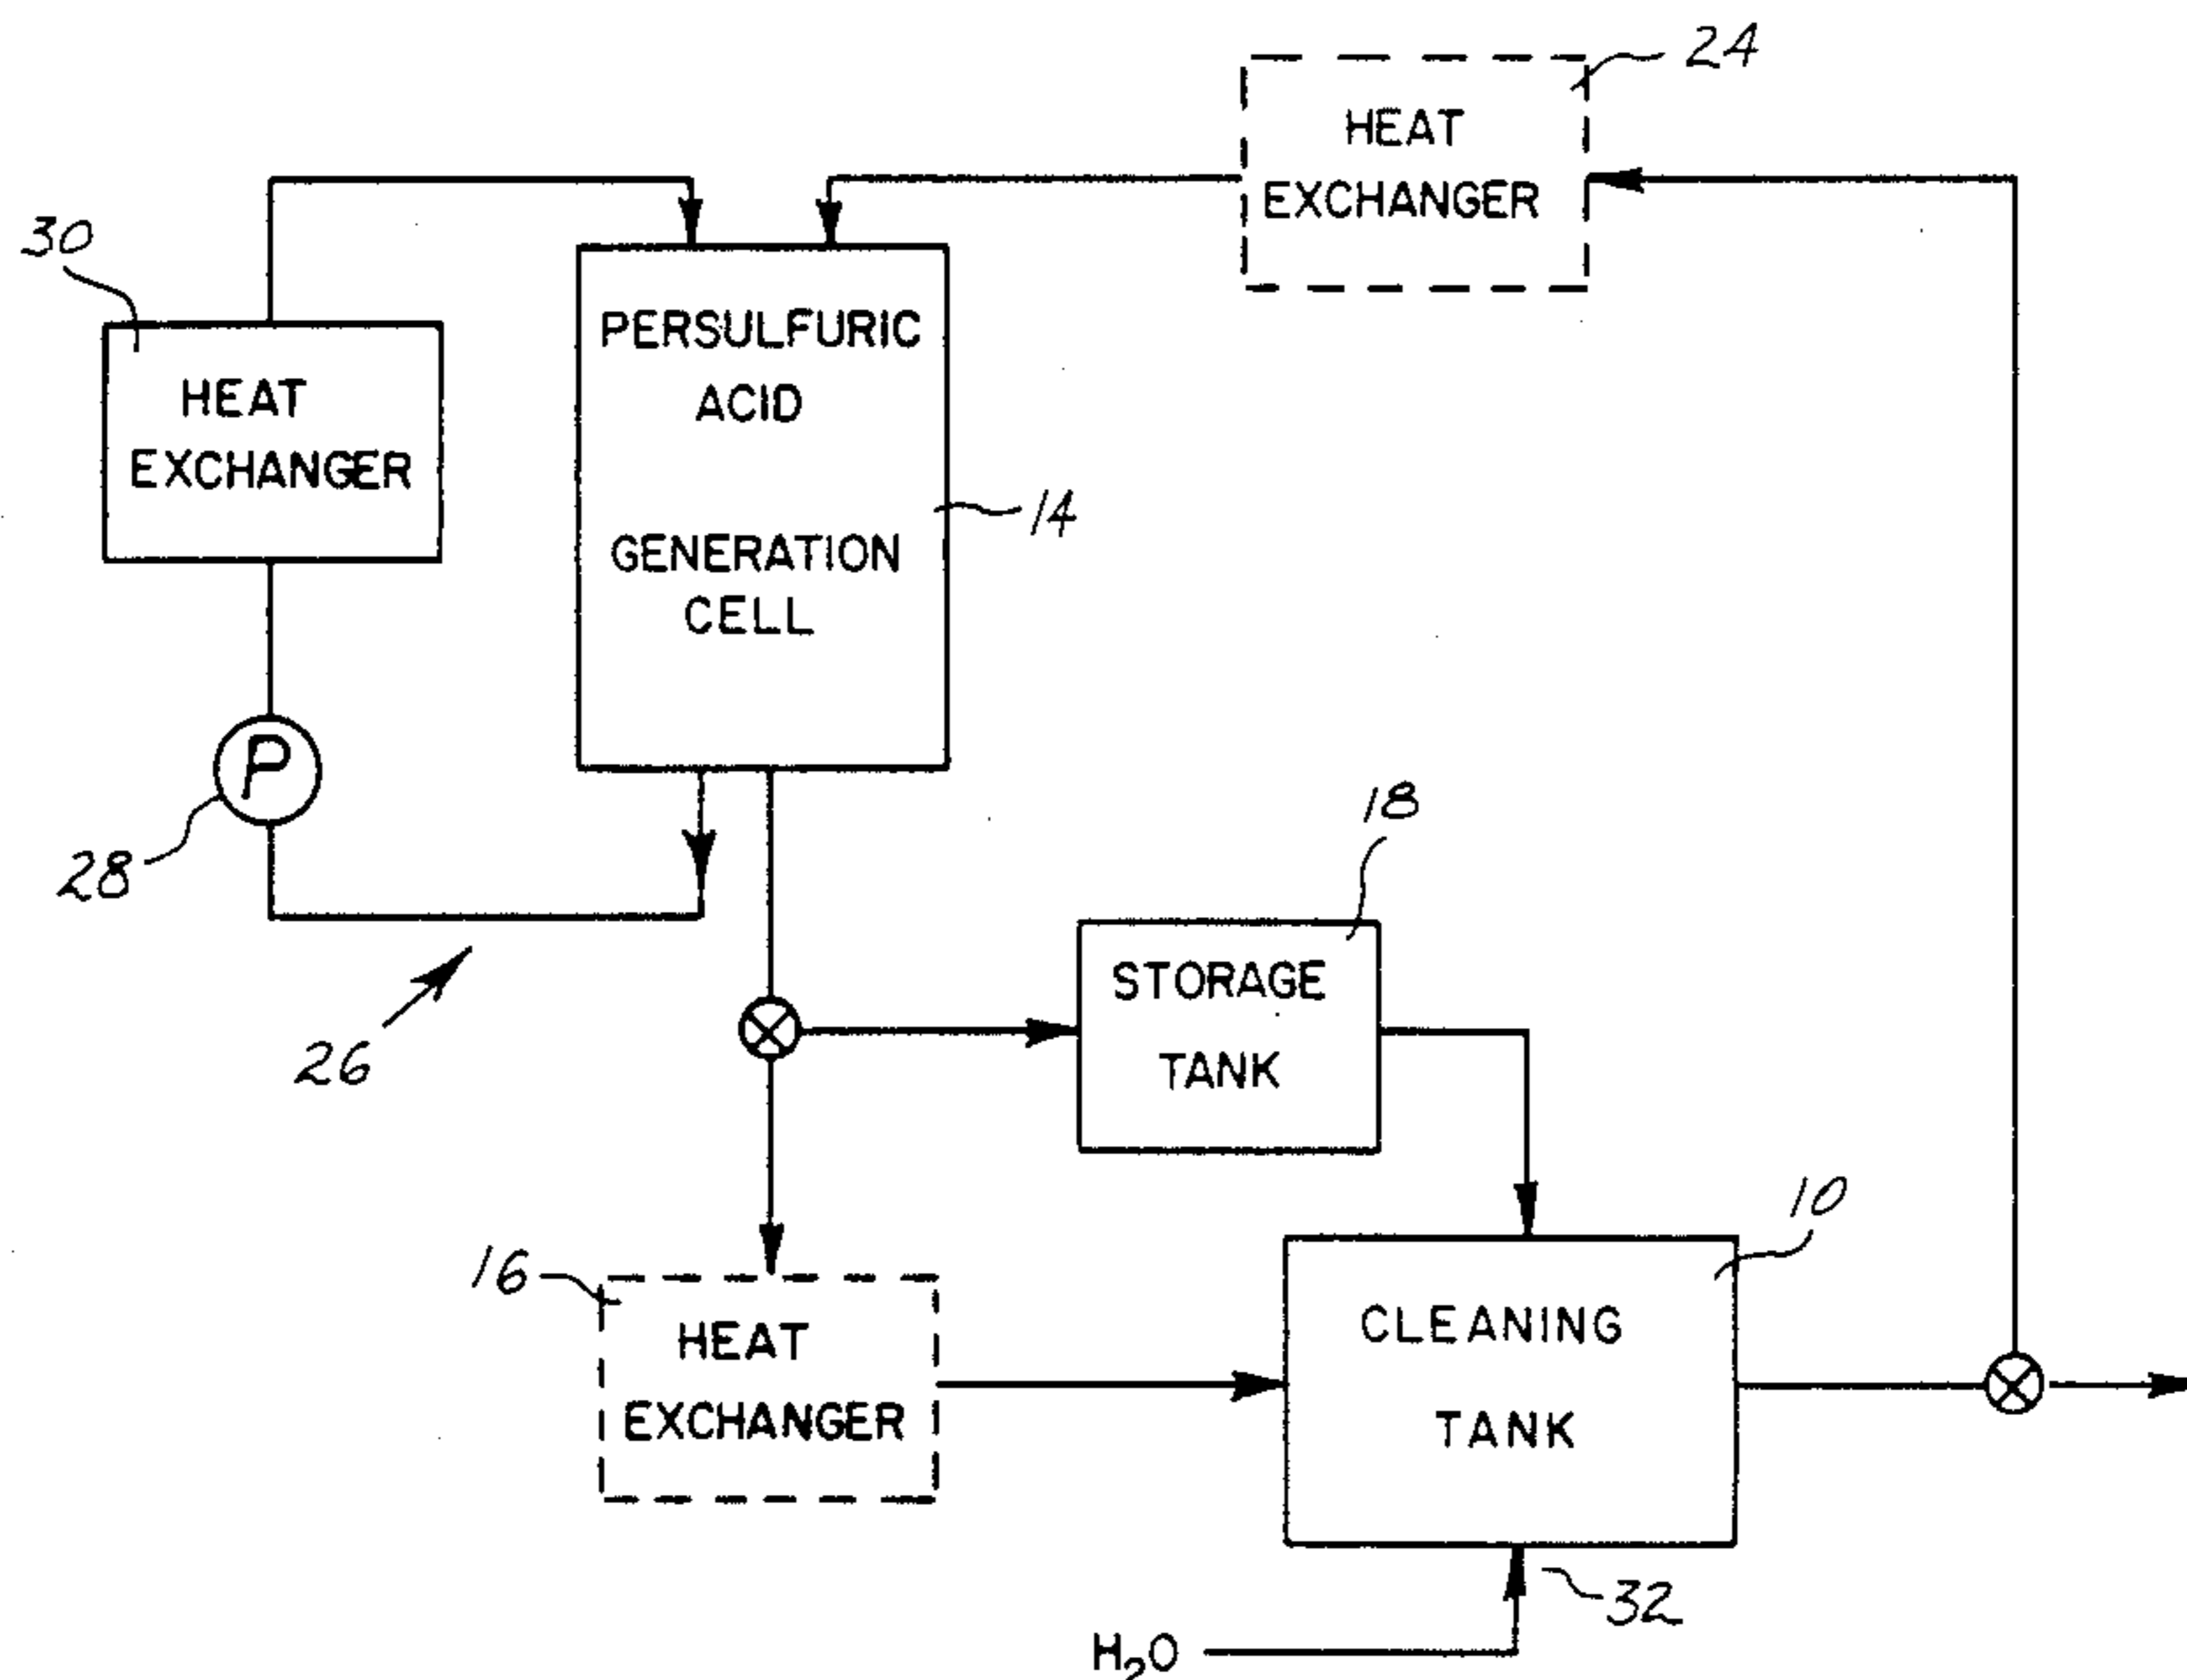 24
HEAT
EXCHANGER
30
HEAT
EXCHANGER
PERSULFURIC
ACID
GENERATION
CELL
14
P
28
26
18
STORAGE
TANK
16
HEAT
EXCHANGER
10
CLEANING
TANK
32
H₂O